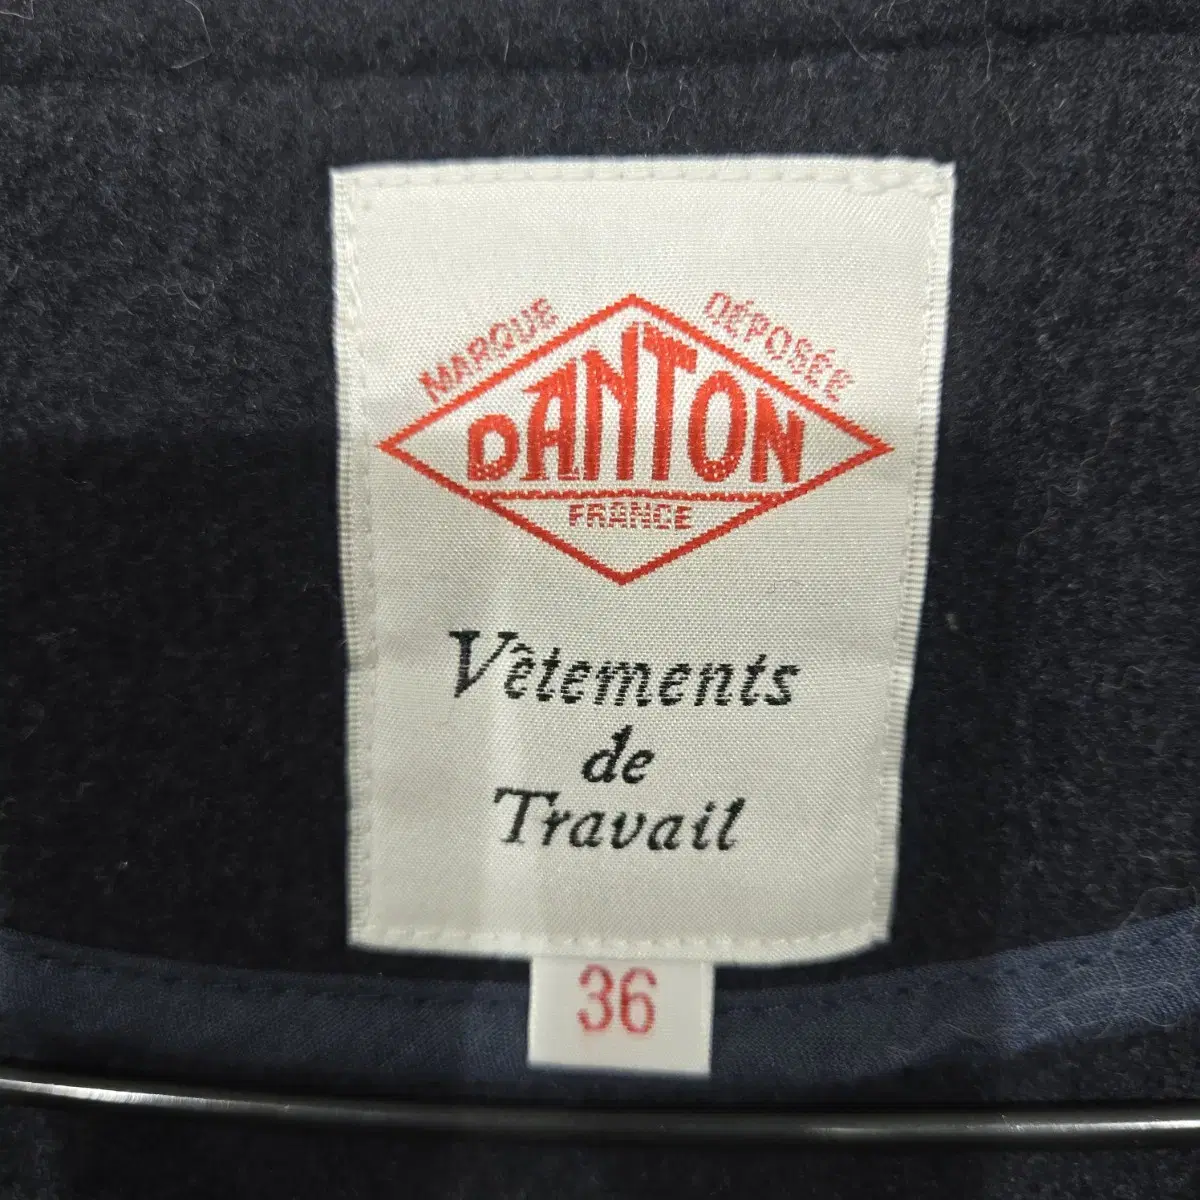 MARQUE DÉPOSÉE
DANTON
FRANCE
Vêtements
de
Travail
36